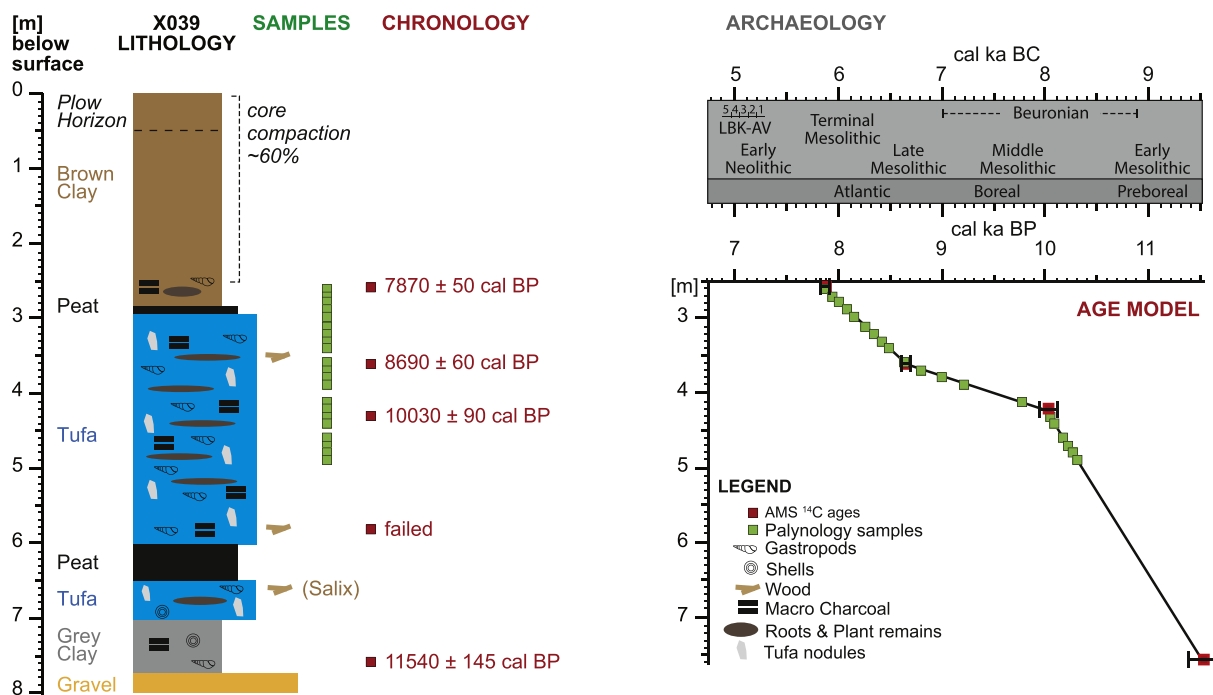 [m]
below
surface
X039
LITHOLOGY
SAMPLES
CHRONOLOGY
0
Plow
Horizon
core
compaction
~60%
1
Brown
Clay
2
7870 ± 50 cal BP
Peat
3
8690 ± 60 cal BP
4
10030 ± 90 cal BP
Tufa
5
failed
6
Peat
(Salix)
Tufa
7
Grey
Clay
11540 ± 145 cal BP
Gravel
8
ARCHAEOLOGY
cal ka BC
5 6 7 8 9
5,4,3,2,1
LBK-AV
Terminal
Mesolithic
Beuronian
Early
Neolithic
Late
Mesolithic
Middle
Mesolithic
Early
Mesolithic
Atlantic Boreal Preboreal
cal ka BP
7 8 9 10 11
[m]
AGE MODEL
3
4
5
6
7
LEGEND
AMS ¹⁴C ages
Palynology samples
Gastropods
Shells
Wood
Macro Charcoal
Roots & Plant remains
Tufa nodules